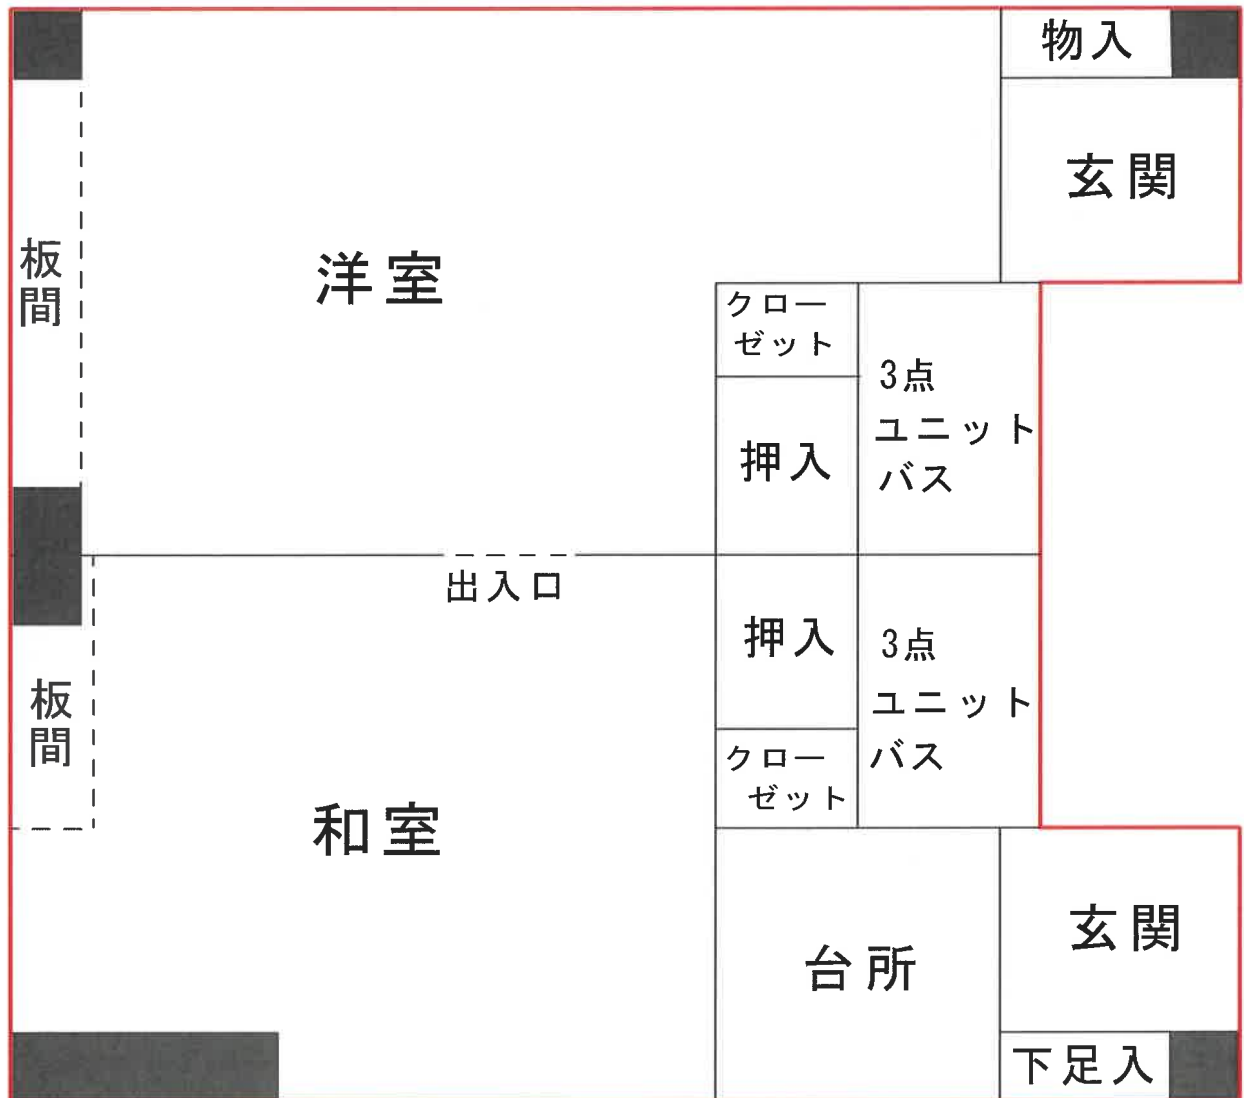 物入
玄関
板
間
洋室
クロー
ゼット
3点
ユニット
バス
押入
出入口
押入
3点
ユニット
バス
板
間
クロー
ゼット
和室
台所
玄関
下足入